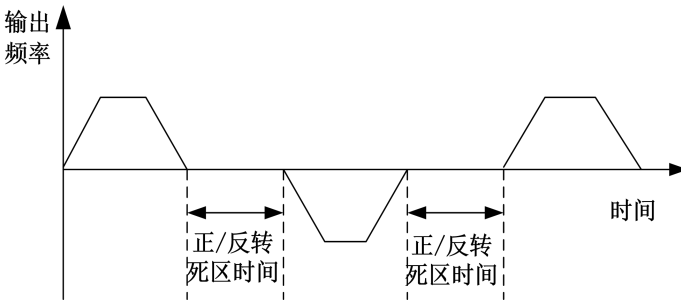 输出
频率
正/反转
死区时间
正/反转
死区时间
时间